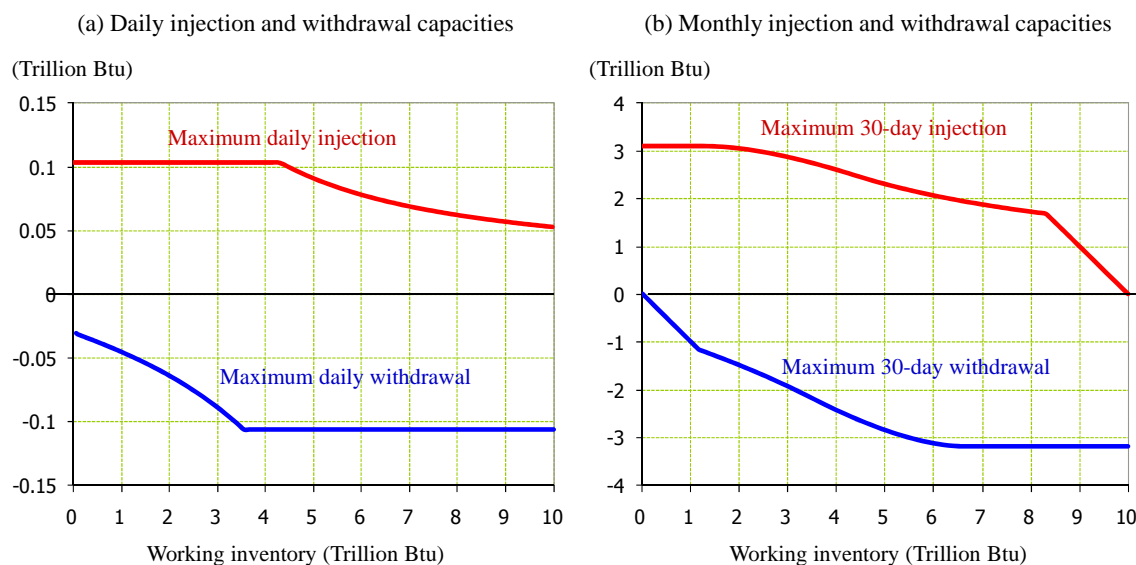 (a) Daily injection and withdrawal capacities
(Trillion Btu)
0.15
0.1
0.05
0
-0.05
-0.1
-0.15
Maximum daily injection
Maximum daily withdrawal
0 1 2 3 4 5 6 7 8 9 10
Working inventory (Trillion Btu)
(b) Monthly injection and withdrawal capacities
(Trillion Btu)
4
3
2
1
0
-1
-2
-3
-4
Maximum 30-day injection
Maximum 30-day withdrawal
0 1 2 3 4 5 6 7 8 9 10
Working inventory (Trillion Btu)